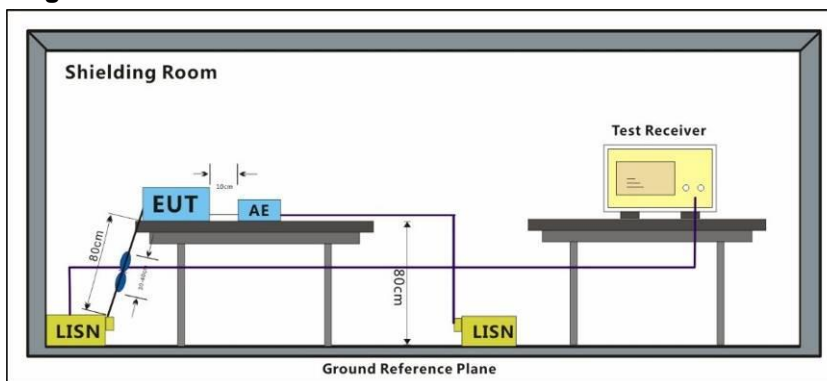 Shielding Room
Test Receiver
10cm
EUT
AE
80cm
80cm
LISN
LISN
Ground Reference Plane